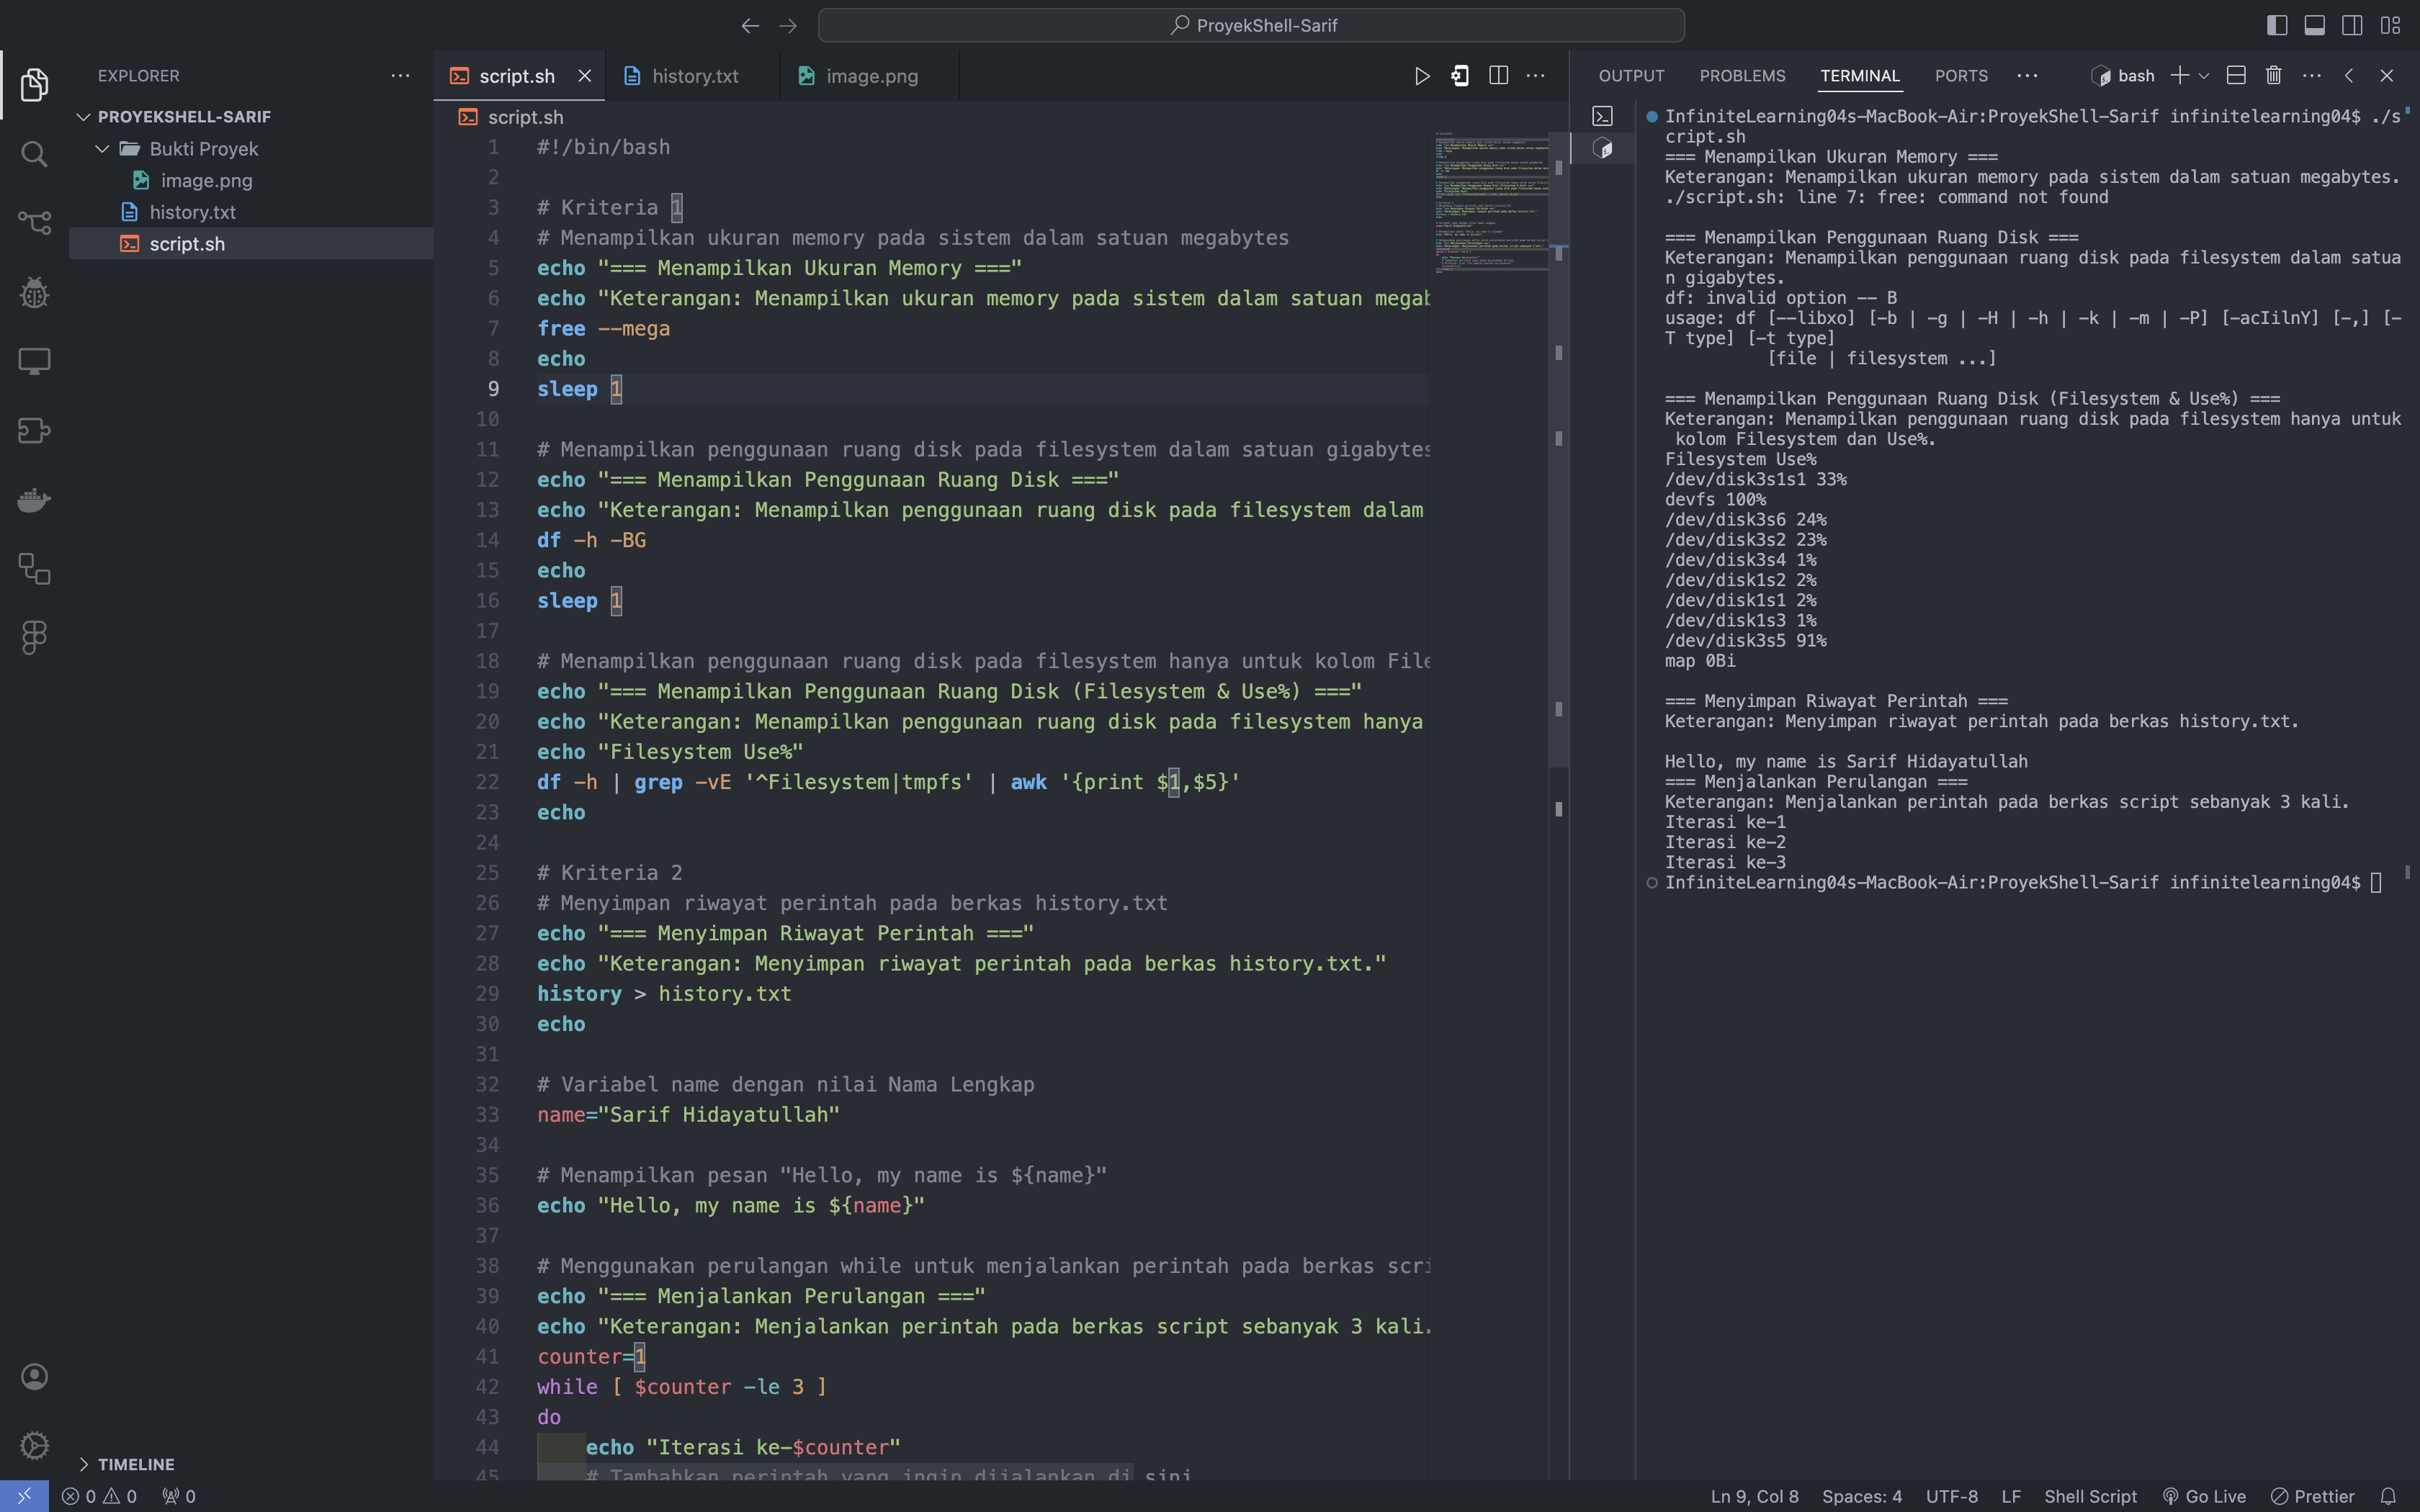 ProyekShell-Sarif
EXPLORER
PROYEKSHELL-SARIF
Bukti Proyek
image.png
history.txt
script.sh
TIMELINE
script.sh
history.txt
image.png
script.sh
1 #!/bin/bash
2
3 # Kriteria 1
4 # Menampilkan ukuran memory pada sistem dalam satuan megabytes
5 echo "=== Menampilkan Ukuran Memory ==="
6 echo "Keterangan: Menampilkan ukuran memory pada sistem dalam satuan megab
7 free --mega
8 echo
9 sleep 1
10
11 # Menampilkan penggunaan ruang disk pada filesystem dalam satuan gigabytes
12 echo "=== Menampilkan Penggunaan Ruang Disk ==="
13 echo "Keterangan: Menampilkan penggunaan ruang disk pada filesystem dalam
14 df -h -BG
15 echo
16 sleep 1
17
18 # Menampilkan penggunaan ruang disk pada filesystem hanya untuk kolom File
19 echo "=== Menampilkan Penggunaan Ruang Disk (Filesystem & Use%) ==="
20 echo "Keterangan: Menampilkan penggunaan ruang disk pada filesystem hanya
21 echo "Filesystem Use%"
22 df -h | grep -vE '^Filesystem|tmpfs' | awk '{print $1,$5}'
23 echo
24
25 # Kriteria 2
26 # Menyimpan riwayat perintah pada berkas history.txt
27 echo "=== Menyimpan Riwayat Perintah ==="
28 echo "Keterangan: Menyimpan riwayat perintah pada berkas history.txt."
29 history > history.txt
30 echo
31
32 # Variabel name dengan nilai Nama Lengkap
33 name="Sarif Hidayatullah"
34
35 # Menampilkan pesan "Hello, my name is ${name}"
36 echo "Hello, my name is ${name}"
37
38 # Menggunakan perulangan while untuk menjalankan perintah pada berkas scri
39 echo "=== Menjalankan Perulangan ==="
40 echo "Keterangan: Menjalankan perintah pada berkas script sebanyak 3 kali.
41 counter=1
42 while [ $counter -le 3 ]
43 do
44 echo "Iterasi ke-$counter"
45 # Tambahkan perintah yang ingin dijalankan di sini
OUTPUT PROBLEMS TERMINAL PORTS bash
InfiniteLearning04s-MacBook-Air:ProyekShell-Sarif infinitelearning04$ ./s
cript.sh
=== Menampilkan Ukuran Memory ===
Keterangan: Menampilkan ukuran memory pada sistem dalam satuan megabytes.
./script.sh: line 7: free: command not found
=== Menampilkan Penggunaan Ruang Disk ===
Keterangan: Menampilkan penggunaan ruang disk pada filesystem dalam satua
n gigabytes.
df: invalid option -- B
usage: df [--libxo] [-b | -g | -H | -h | -k | -m | -P] [-acIilnY] [-,] [-
T type] [-t type]
[file | filesystem ...]
=== Menampilkan Penggunaan Ruang Disk (Filesystem & Use%) ===
Keterangan: Menampilkan penggunaan ruang disk pada filesystem hanya untuk
kolom Filesystem dan Use%.
Filesystem Use%
/dev/disk3s1s1 33%
devfs 100%
/dev/disk3s6 24%
/dev/disk3s2 23%
/dev/disk3s4 1%
/dev/disk1s2 2%
/dev/disk1s1 2%
/dev/disk1s3 1%
/dev/disk3s5 91%
map 0Bi
=== Menyimpan Riwayat Perintah ===
Keterangan: Menyimpan riwayat perintah pada berkas history.txt.
Hello, my name is Sarif Hidayatullah
=== Menjalankan Perulangan ===
Keterangan: Menjalankan perintah pada berkas script sebanyak 3 kali.
Iterasi ke-1
Iterasi ke-2
Iterasi ke-3
InfiniteLearning04s-MacBook-Air:ProyekShell-Sarif infinitelearning04$
0 0 0 Ln 9, Col 8 Spaces: 4 UTF-8 LF Shell Script Go Live Prettier